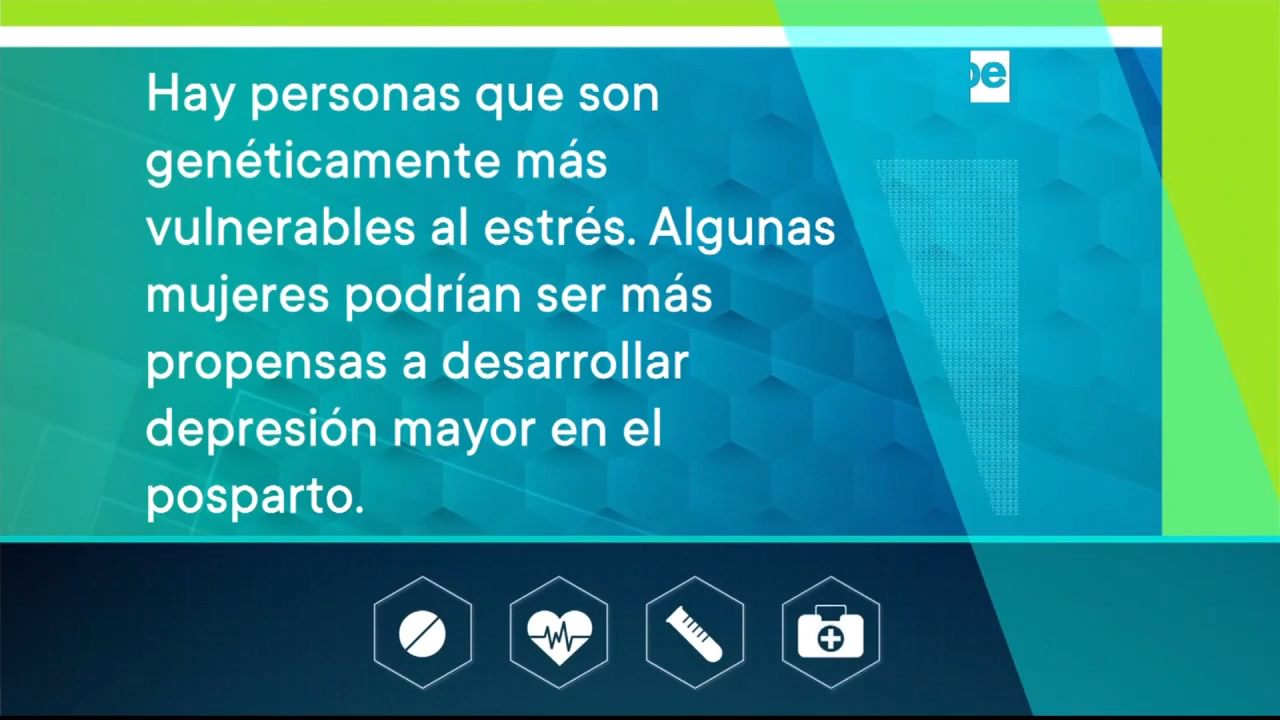 Hay personas que son
genéticamente más
vulnerables al estrés. Algunas
mujeres podrían ser más
propensas a desarrollar
depresión mayor en el
posparto.